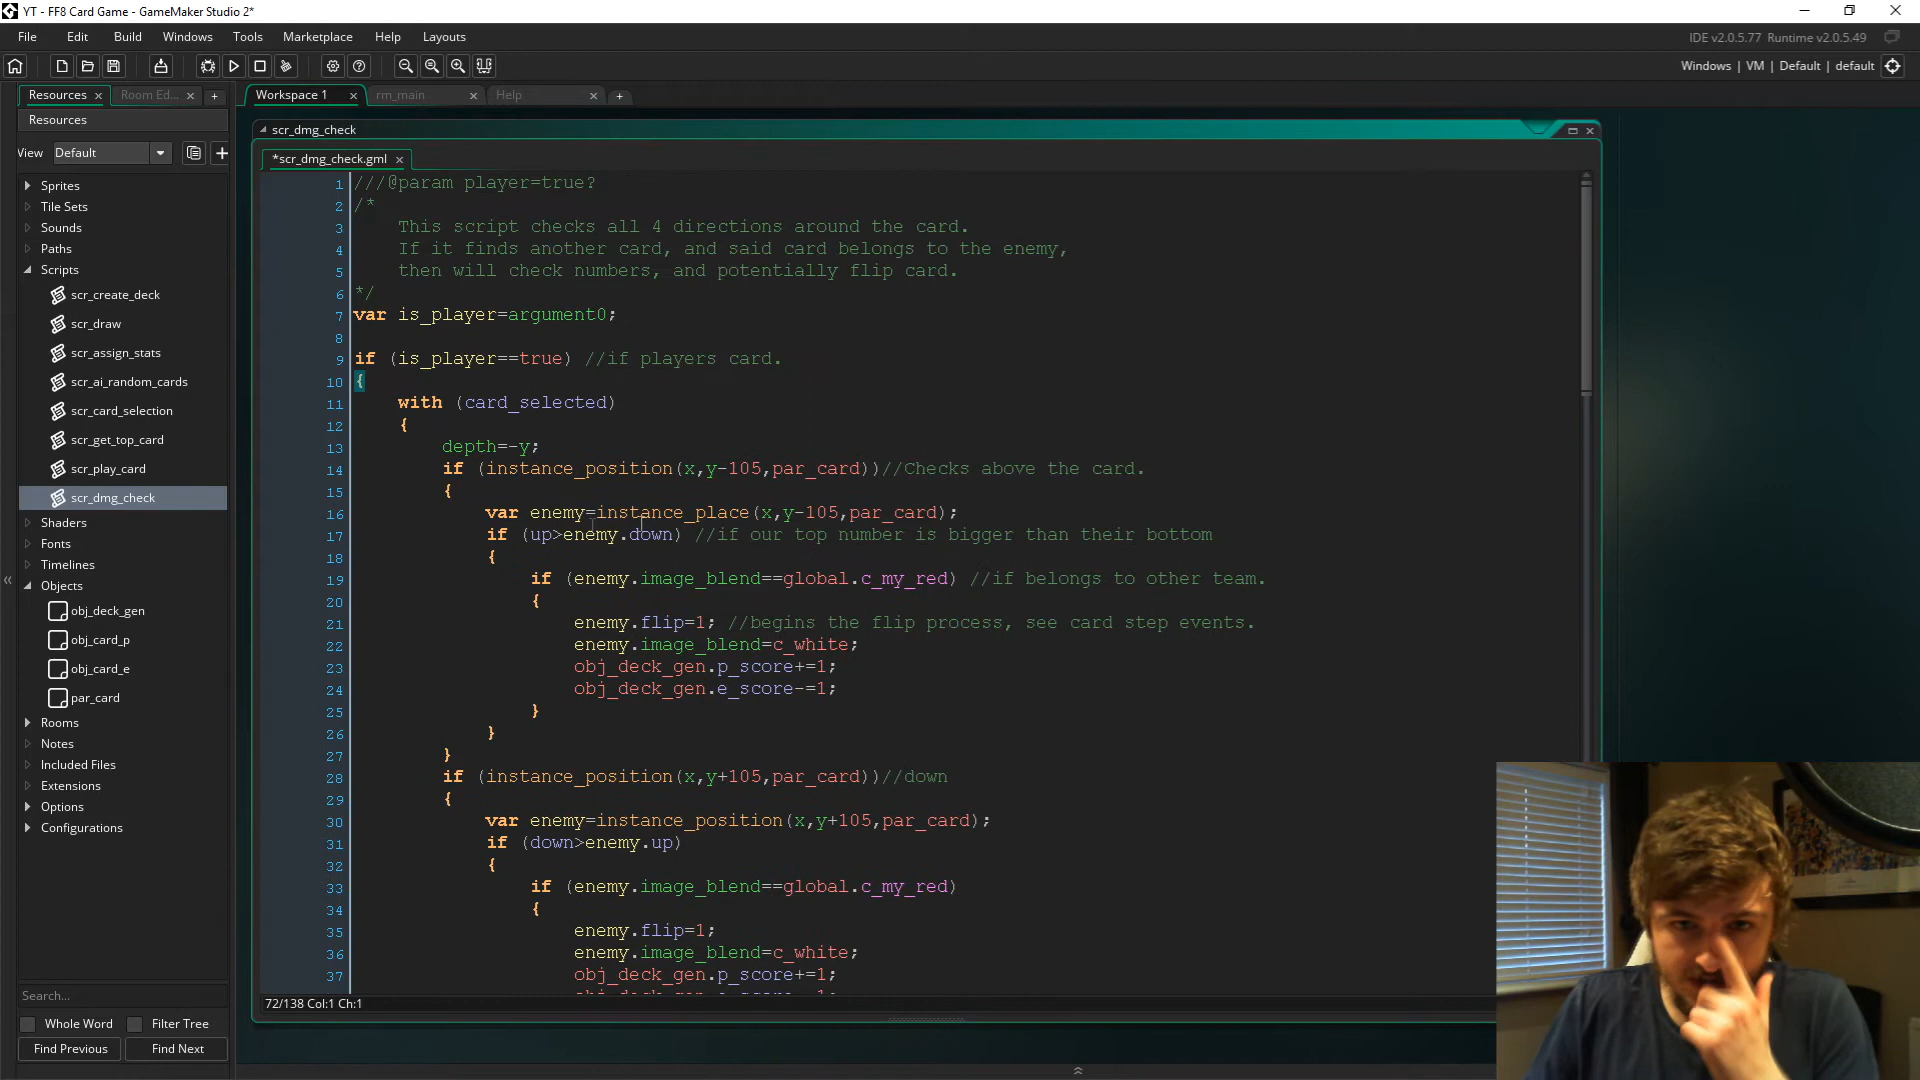 YT - FF8 Card Game - GameMaker Studio 2*
File Edit Build Windows Tools Marketplace Help Layouts
IDE v2.0.5.77 Runtime v2.0.5.49
Windows | VM | Default | default
Resources
Room Ed...
Workspace 1
rm_main
Help
Resources
View Default
Sprites
Tile Sets
Sounds
Paths
Scripts
scr_create_deck
scr_draw
scr_assign_stats
scr_ai_random_cards
scr_card_selection
scr_get_top_card
scr_play_card
scr_dmg_check
Shaders
Fonts
Timelines
Objects
obj_deck_gen
obj_card_p
obj_card_e
par_card
Rooms
Notes
Included Files
Extensions
Options
Configurations
Search...
Whole Word Filter Tree
Find Previous Find Next
scr_dmg_check
*scr_dmg_check.gml
1 ///@param player=true?
2 /*
3 This script checks all 4 directions around the card.
4 If it finds another card, and said card belongs to the enemy,
5 then will check numbers, and potentially flip card.
6 */
7 var is_player=argument0;
8
9 if (is_player==true) //if players card.
10 {
11 with (card_selected)
12 {
13 depth=-y;
14 if (instance_position(x,y-105,par_card))//Checks above the card.
15 {
16 var enemy=instance_place(x,y-105,par_card);
17 if (up>enemy.down) //if our top number is bigger than their bottom
18 {
19 if (enemy.image_blend==global.c_my_red) //if belongs to other team.
20 {
21 enemy.flip=1; //begins the flip process, see card step events.
22 enemy.image_blend=c_white;
23 obj_deck_gen.p_score+=1;
24 obj_deck_gen.e_score-=1;
25 }
26 }
27 }
28 if (instance_position(x,y+105,par_card))//down
29 {
30 var enemy=instance_position(x,y+105,par_card);
31 if (down>enemy.up)
32 {
33 if (enemy.image_blend==global.c_my_red)
34 {
35 enemy.flip=1;
36 enemy.image_blend=c_white;
37 obj_deck_gen.p_score+=1;
72/138 Col:1 Ch:1